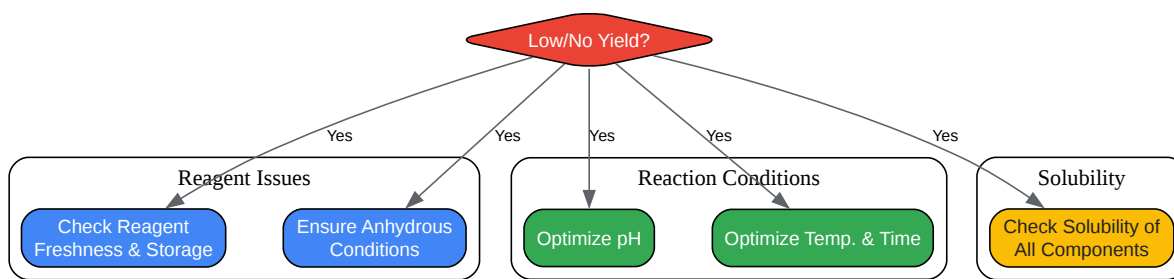 Low/No Yield?
Yes
Yes
Yes
Yes
Yes
Reagent Issues
Reaction Conditions
Solubility
Check Reagent
Freshness & Storage
Ensure Anhydrous
Conditions
Optimize pH
Optimize Temp. & Time
Check Solubility of
All Components